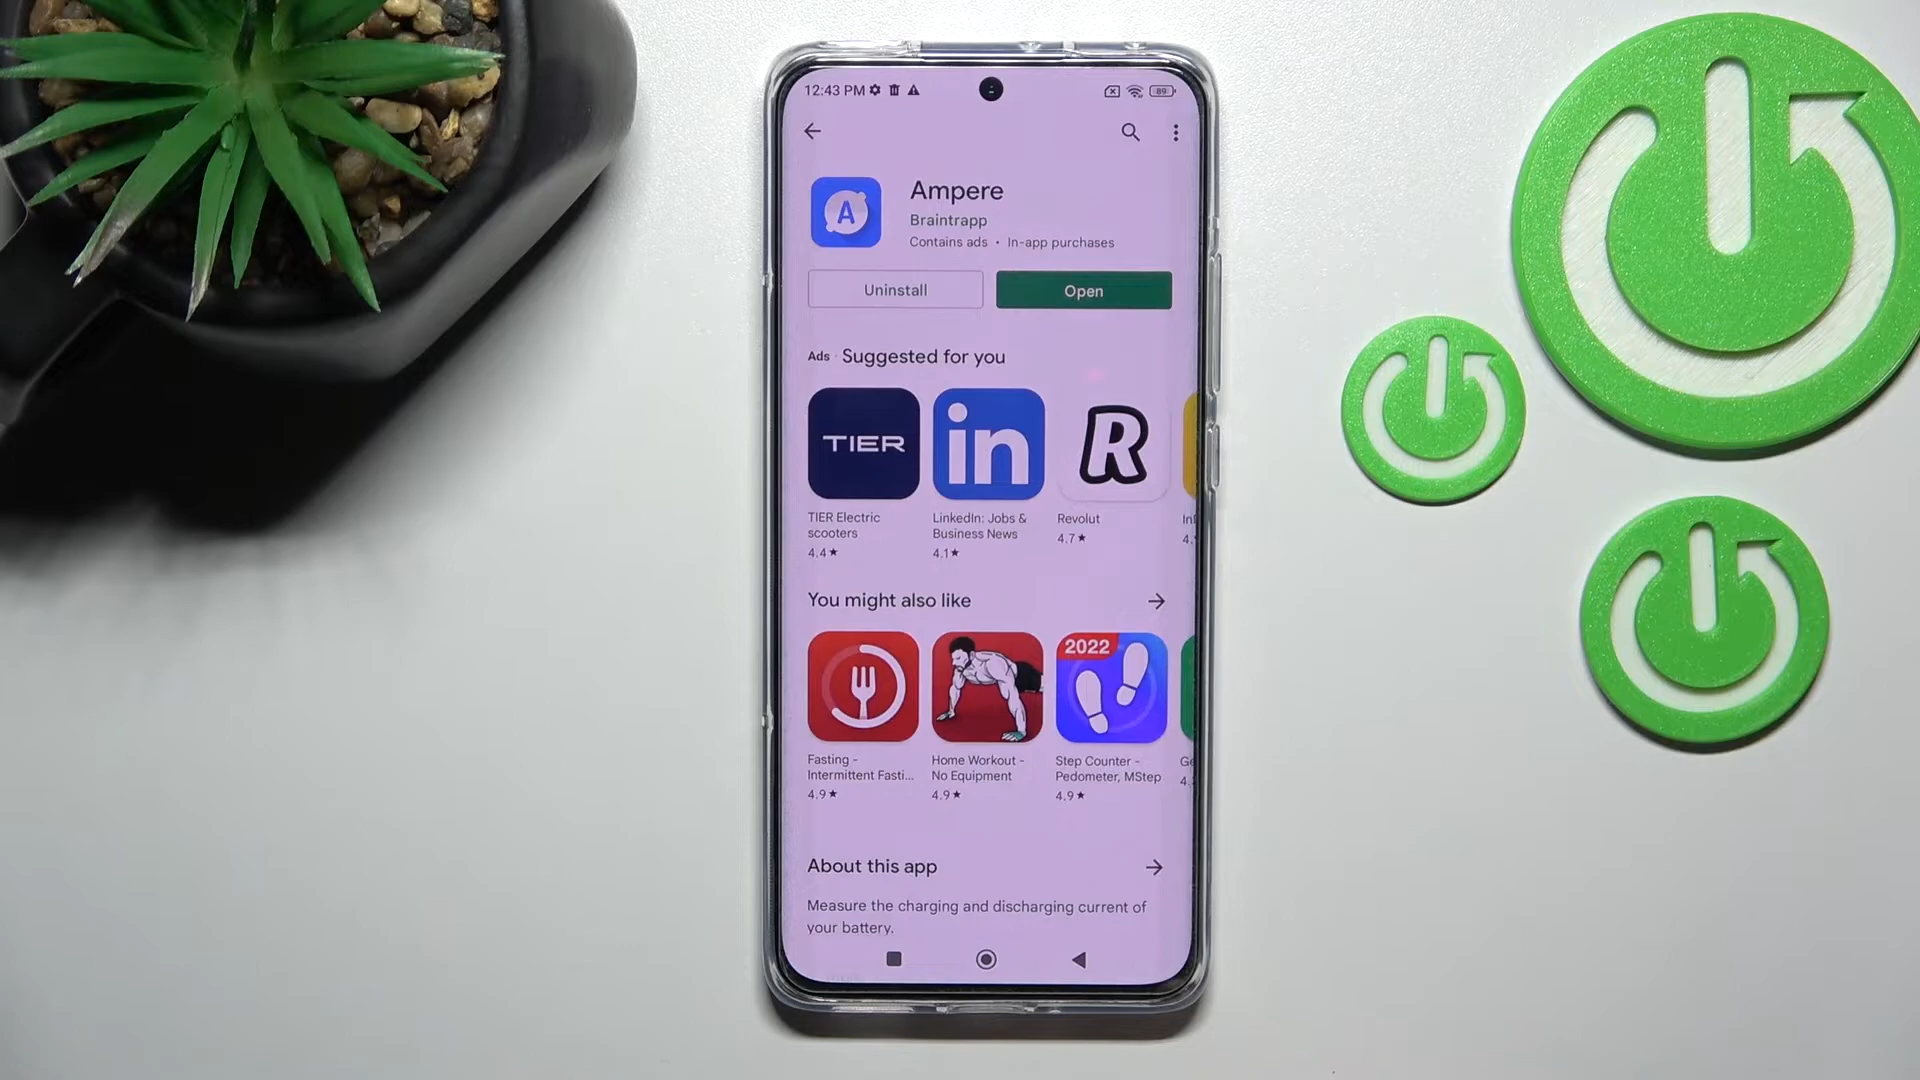 12:43 PM
89
Ampere
Braintrapp
Contains ads • In-app purchases
Uninstall
Open
Ads · Suggested for you
TIER
in
R
TIER Electric
scooters
4.4★
LinkedIn: Jobs &
Business News
4.1★
Revolut
4.7★
You might also like
2022
Fasting -
Intermittent Fasti...
4.9★
Home Workout -
No Equipment
4.9★
Step Counter -
Pedometer, MStep
4.9★
About this app
Measure the charging and discharging current of
your battery.